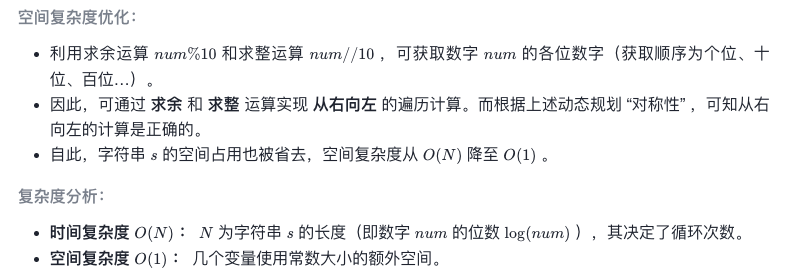 空间复杂度优化：
• 利用求余运算 num%10 和求整运算 num//10 ，可获取数字 num 的各位数字（获取顺序为个位、十
位、百位…）。
• 因此，可通过 求余 和 求整 运算实现 从右向左 的遍历计算。而根据上述动态规划 “对称性” ，可知从右
向左的计算是正确的。
• 自此，字符串 s 的空间占用也被省去，空间复杂度从 O(N) 降至 O(1) 。
复杂度分析：
• 时间复杂度 O(N)： N 为字符串 s 的长度（即数字 num 的位数 log(num) ），其决定了循环次数。
• 空间复杂度 O(1)： 几个变量使用常数大小的额外空间。